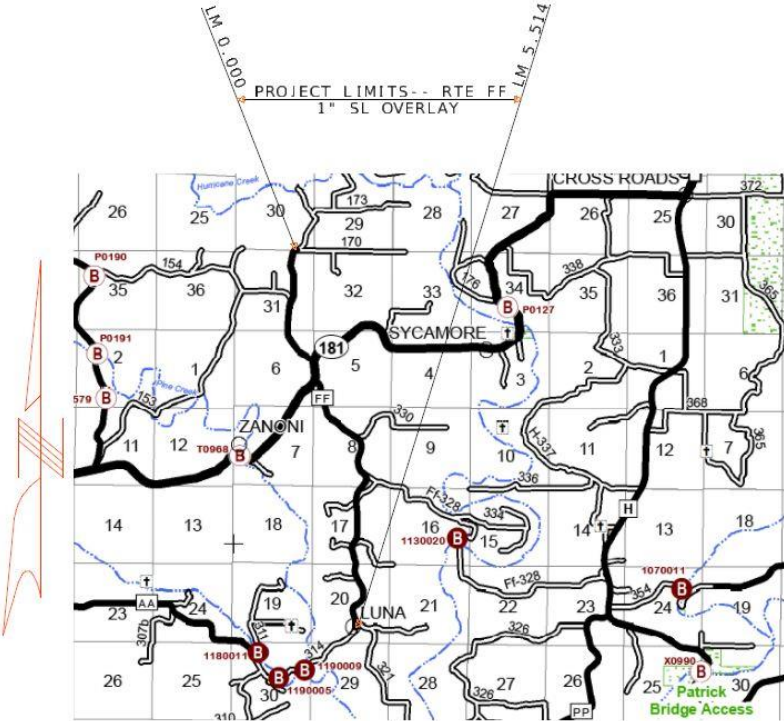 LM 0.000
LM 5.514
PROJECT LIMITS-- RTE FF
1" SL OVERLAY
CROSS ROADS
Hurricane Creek
372
26
25
30
173
29
28
27
26
25
30
170
P0190
B
154
35
36
31
32
33
176
34
338
35
36
31
365
B
P0127
SYCAMORE
181
P0191
B
2
1
6
5
4
3
2
333
1
6
Pine Creek
579
B
153
FF
330
368
ZANONI
11
12
T0968
B
7
8
9
10
H-337
11
12
7
365
336
14
13
18
17
Ff-328
16
334
15
1130020
B
14
H
13
18
1070011
B
Ff-328
354
AA
23
24
19
20
LUNA
21
22
23
24
19
307b
311
314
326
1180011
B
B
1190009
B
1190005
X0990
B
26
25
30
29
321
28
27
326
26
25
30
310
PP
Patrick
Bridge Access